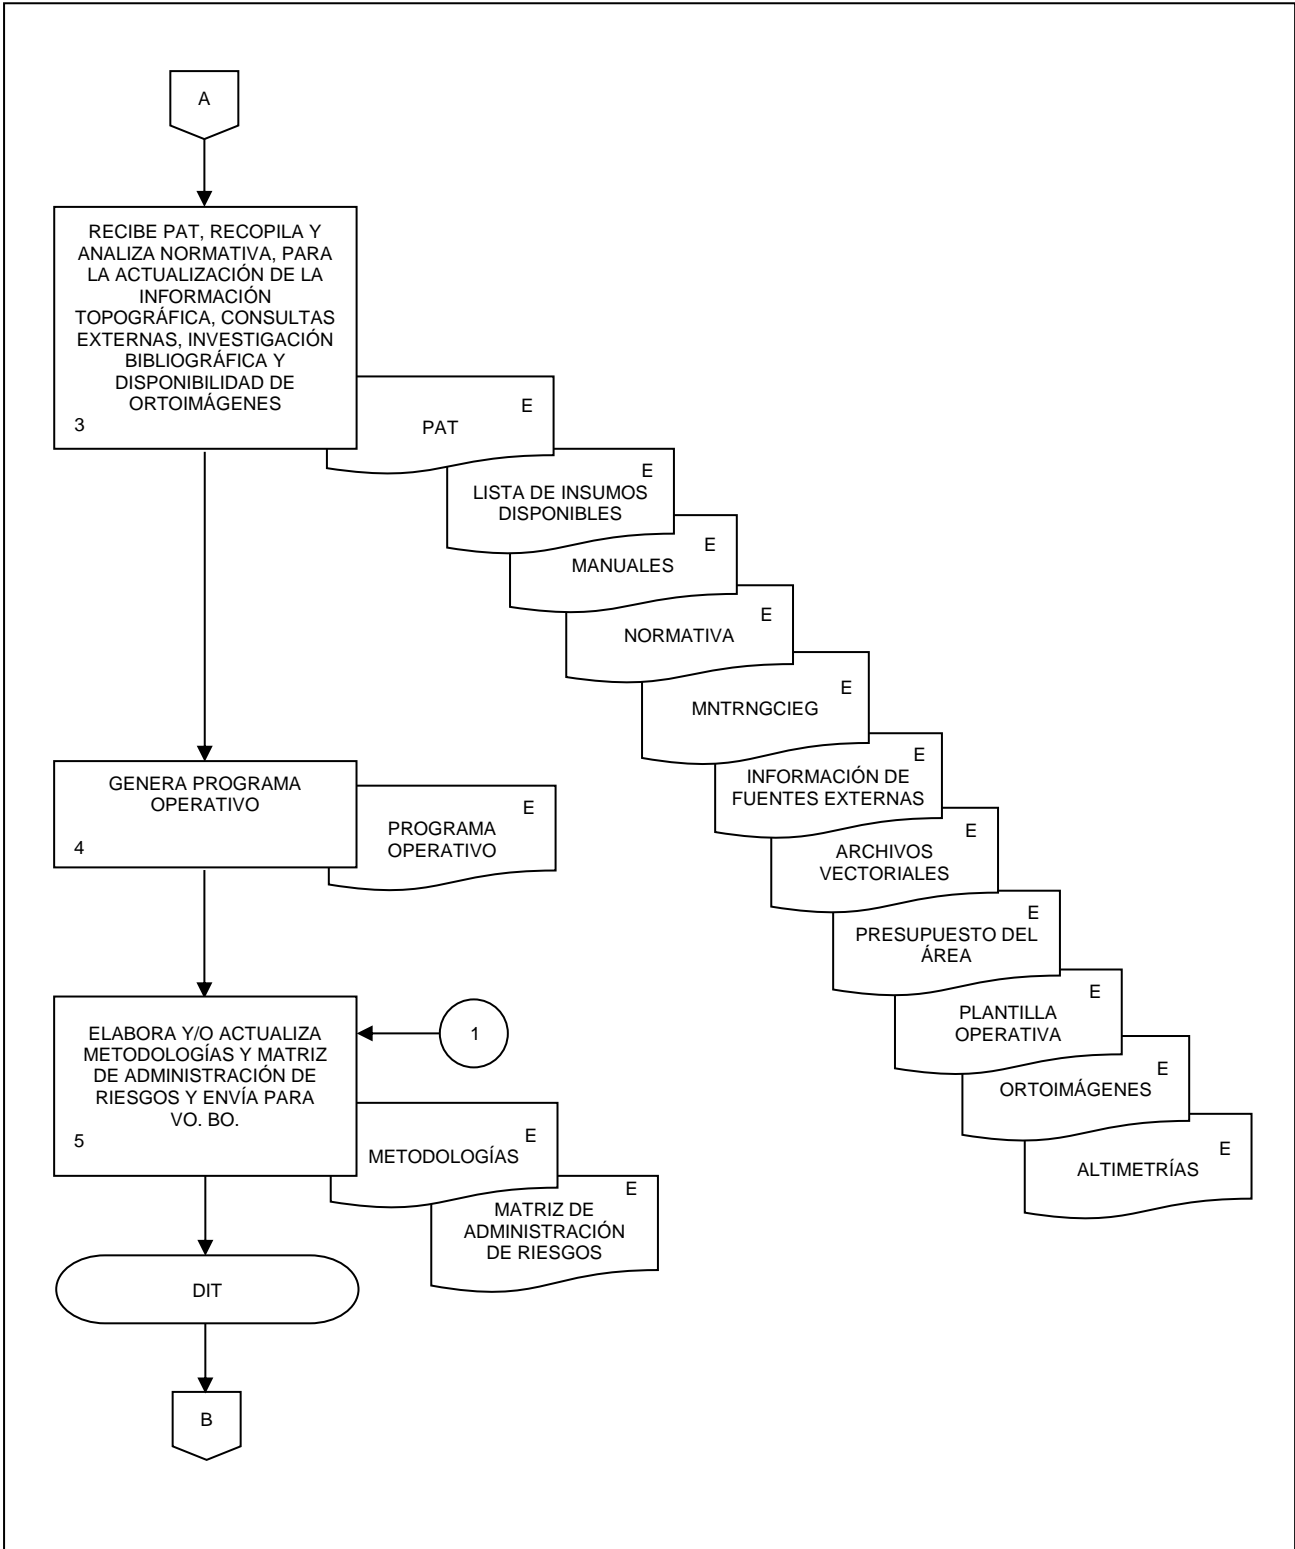 A
RECIBE PAT, RECOPILA Y
ANALIZA NORMATIVA, PARA
LA ACTUALIZACIÓN DE LA
INFORMACIÓN
TOPOGRÁFICA, CONSULTAS
EXTERNAS, INVESTIGACIÓN
BIBLIOGRÁFICA Y
DISPONIBILIDAD DE
ORTOIMÁGENES
3
E
PAT
E
LISTA DE INSUMOS
DISPONIBLES
E
MANUALES
E
NORMATIVA
E
MNTRNGCIEG
E
INFORMACIÓN DE
FUENTES EXTERNAS
E
ARCHIVOS
VECTORIALES
E
PRESUPUESTO DEL
ÁREA
E
PLANTILLA
OPERATIVA
E
ORTOIMÁGENES
E
ALTIMETRÍAS
GENERA PROGRAMA
OPERATIVO
4
E
PROGRAMA
OPERATIVO
ELABORA Y/O ACTUALIZA
METODOLOGÍAS Y MATRIZ
DE ADMINISTRACIÓN DE
RIESGOS Y ENVÍA PARA
VO. BO.
5
1
E
METODOLOGÍAS
E
MATRIZ DE
ADMINISTRACIÓN
DE RIESGOS
DIT
B